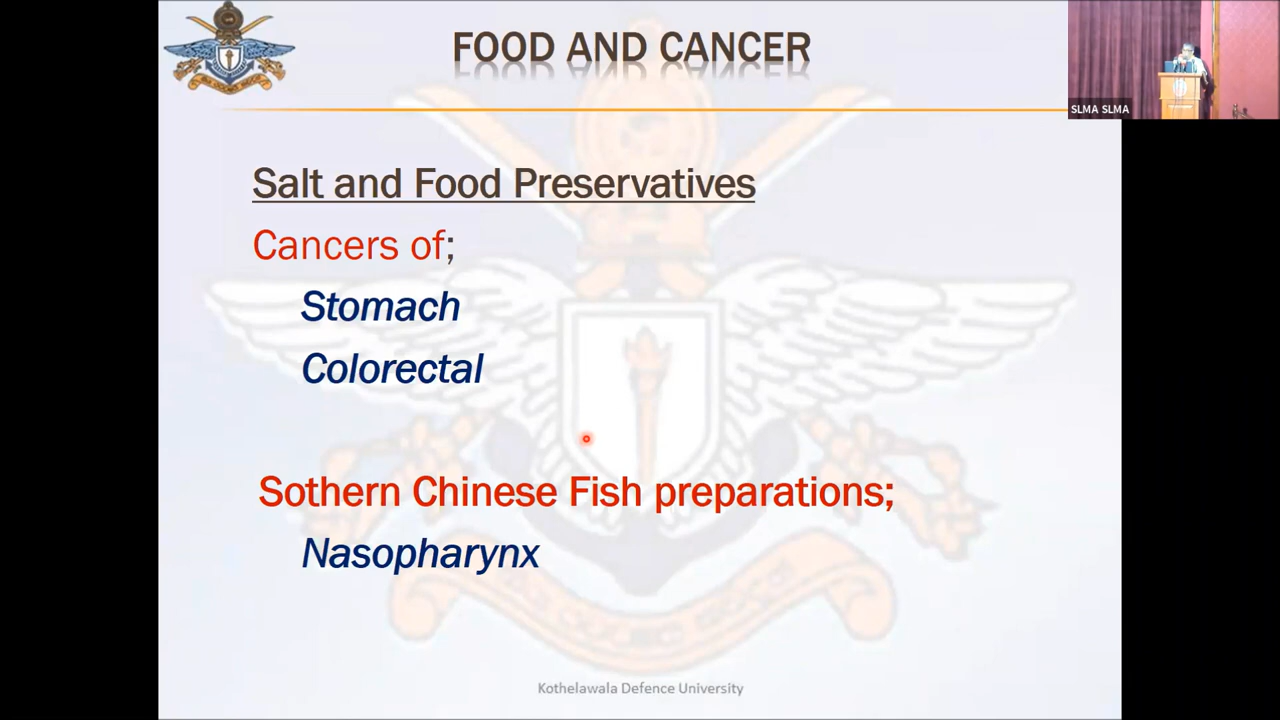 FOOD AND CANCER
SLMA SLMA
Salt and Food Preservatives
Cancers of;
Stomach
Colorectal
Sothern Chinese Fish preparations;
Nasopharynx
Kothelawala Defence University